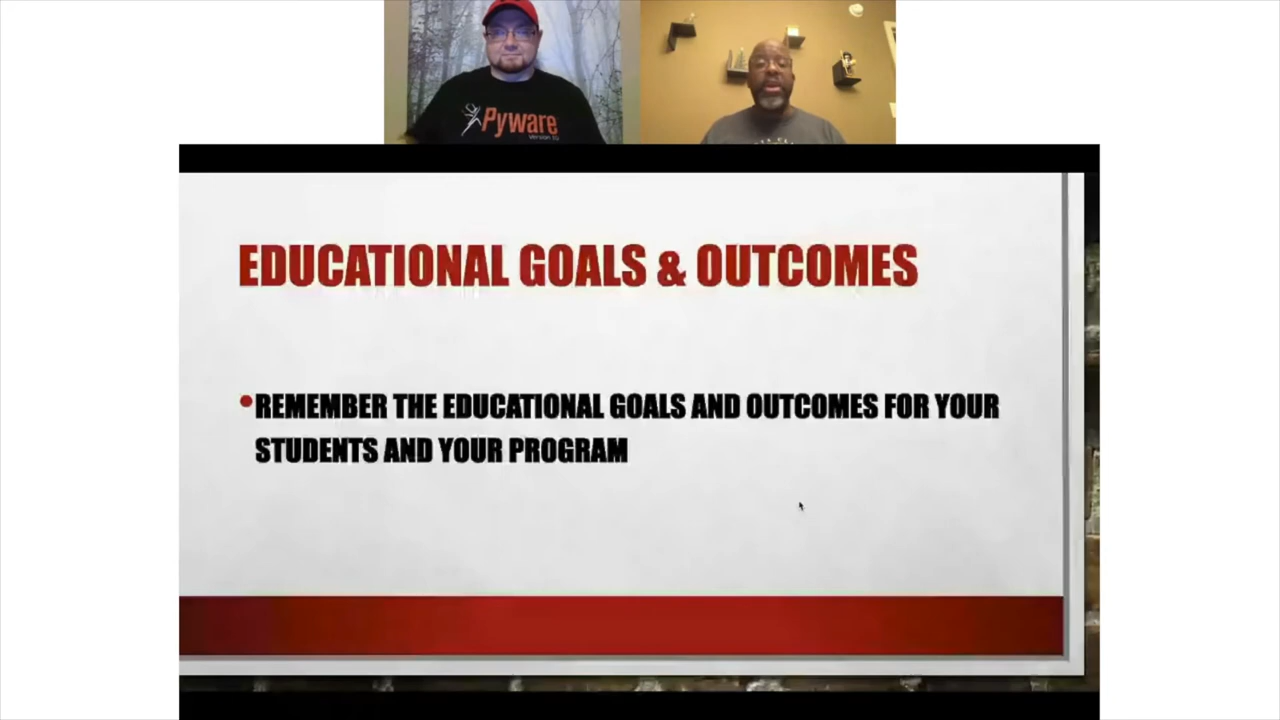 Pyware
EDUCATIONAL GOALS & OUTCOMES
•REMEMBER THE EDUCATIONAL GOALS AND OUTCOMES FOR YOUR
STUDENTS AND YOUR PROGRAM